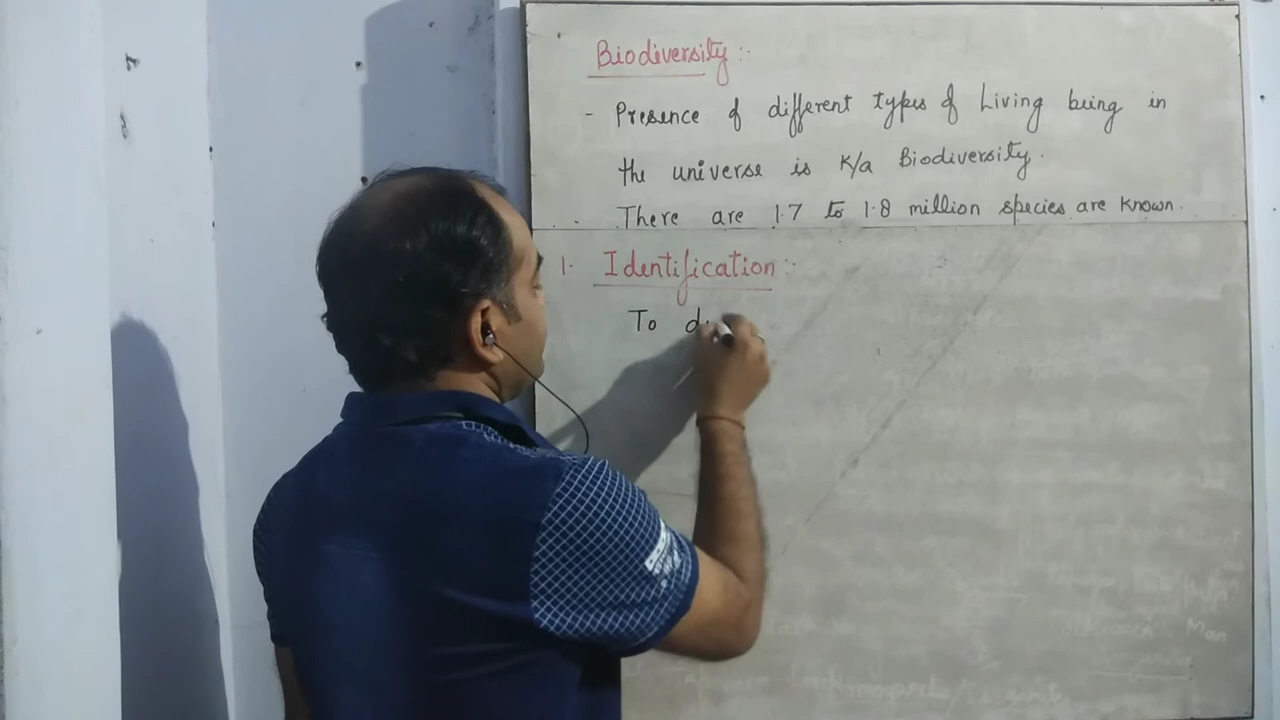 Biodiversity :-
- Presence of different types of Living being in
the universe is K/a Biodiversity.
- There are 1.7 to 1.8 million species are known.
1. Identification :-
To
Man